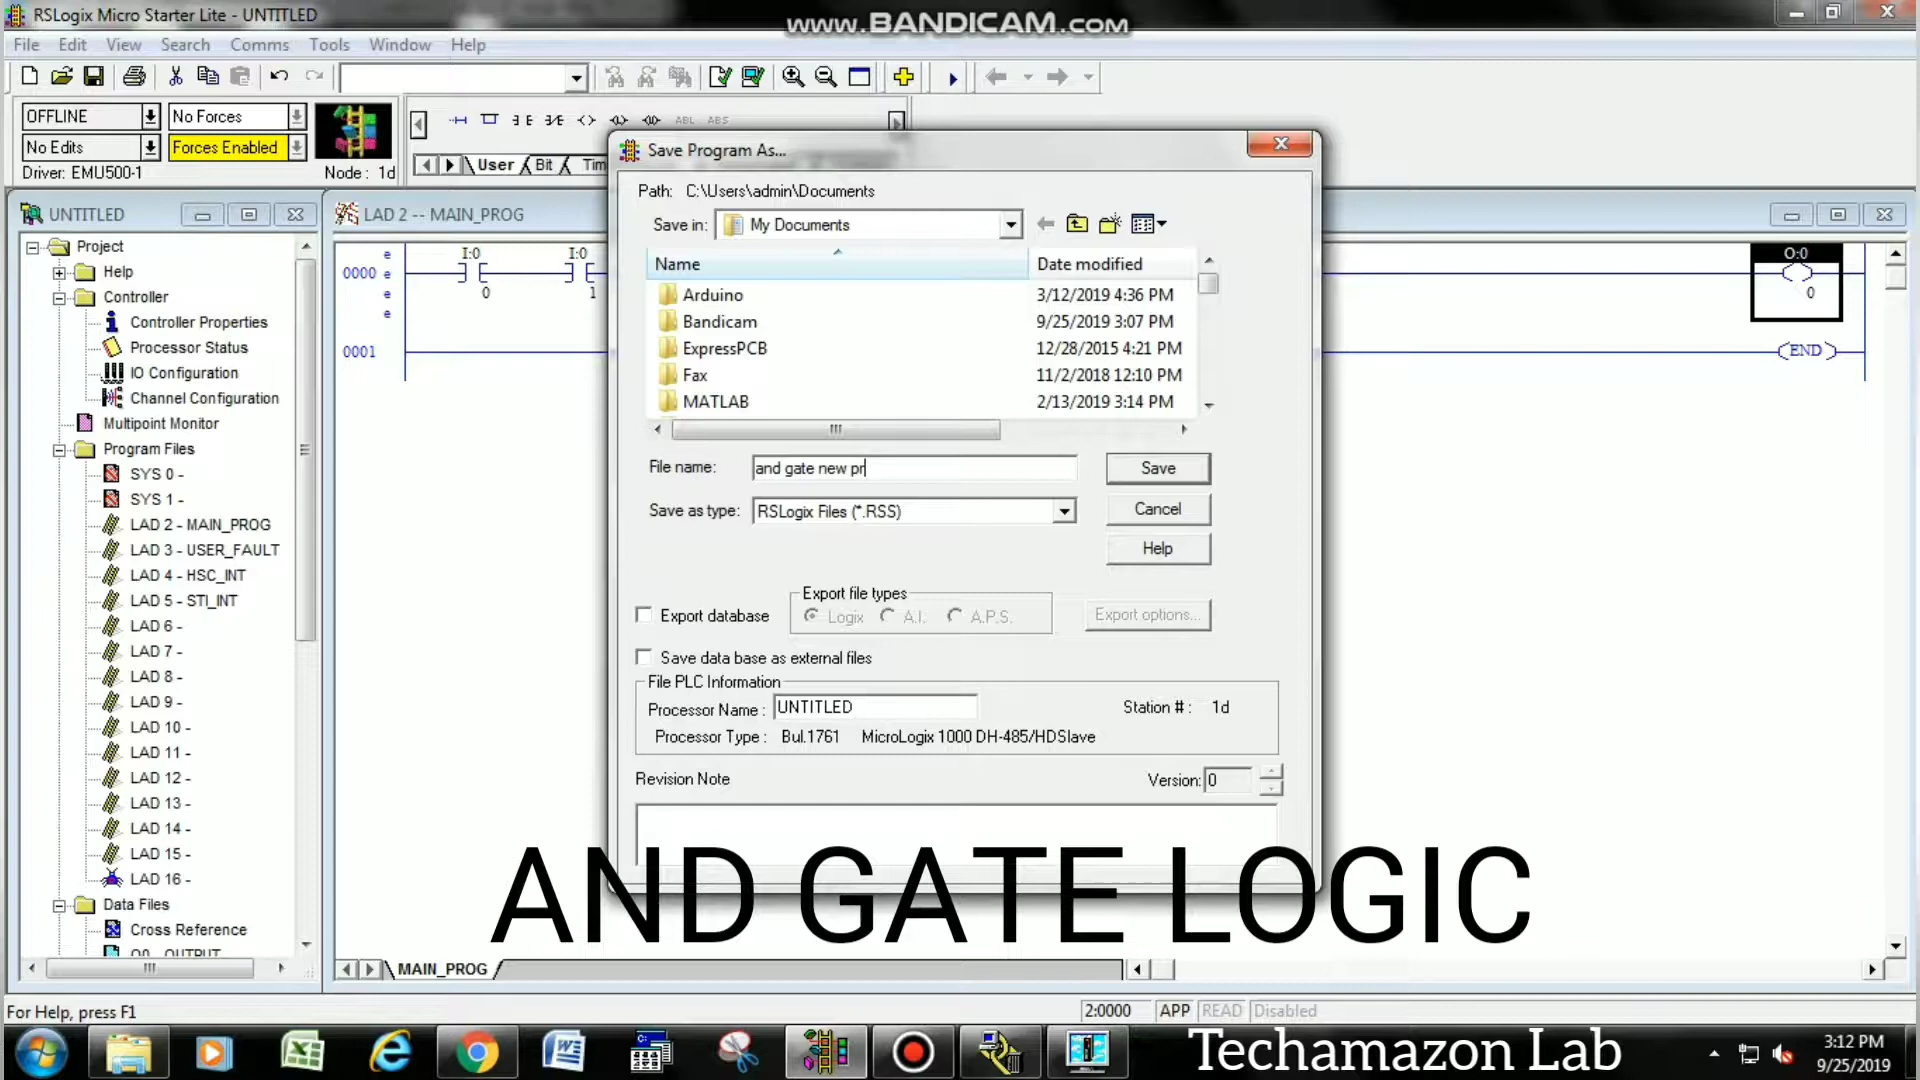 RSLogix Micro Starter Lite - UNTITLED
www.BANDICAM.com
File Edit View Search Comms Tools Window Help
OFFLINE No Forces
No Edits Forces Enabled
Driver: EMU500-1 Node : 1d
ABL ABS
User Bit Tim
UNTITLED
Project
Help
Controller
Controller Properties
Processor Status
IO Configuration
Channel Configuration
Multipoint Monitor
Program Files
SYS 0 -
SYS 1 -
LAD 2 - MAIN_PROG
LAD 3 - USER_FAULT
LAD 4 - HSC_INT
LAD 5 - STI_INT
LAD 6 -
LAD 7 -
LAD 8 -
LAD 9 -
LAD 10 -
LAD 11 -
LAD 12 -
LAD 13 -
LAD 14 -
LAD 15 -
LAD 16 -
Data Files
Cross Reference
O0 - OUTPUT
LAD 2 -- MAIN_PROG
e
0000 e
e
e
I:0
0
I:0
1
O:0
0
0001
END
MAIN_PROG
Save Program As...
Path: C:\Users\admin\Documents
Save in: My Documents
Name Date modified
Arduino 3/12/2019 4:36 PM
Bandicam 9/25/2019 3:07 PM
ExpressPCB 12/28/2015 4:21 PM
Fax 11/2/2018 12:10 PM
MATLAB 2/13/2019 3:14 PM
File name: and gate new pr Save
Save as type: RSLogix Files (*.RSS) Cancel
Help
Export file types
Export database Logix A.I. A.P.S. Export options...
Save data base as external files
File PLC Information
Processor Name : UNTITLED Station # : 1d
Processor Type : Bul.1761 MicroLogix 1000 DH-485/HDSlave
Revision Note Version: 0
AND GATE LOGIC
For Help, press F1
2:0000 APP READ Disabled
Techamazon Lab
3:12 PM
9/25/2019